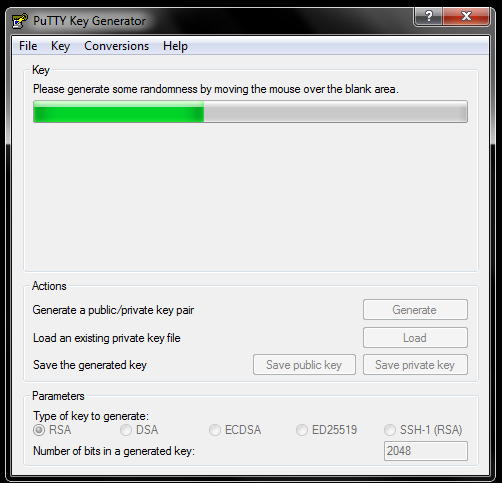 PuTTY Key Generator
?
File Key Conversions Help
Key
Please generate some randomness by moving the mouse over the blank area.
Actions
Generate a public/private key pair Generate
Load an existing private key file Load
Save the generated key Save public key Save private key
Parameters
Type of key to generate:
RSA DSA ECDSA ED25519 SSH-1 (RSA)
Number of bits in a generated key: 2048